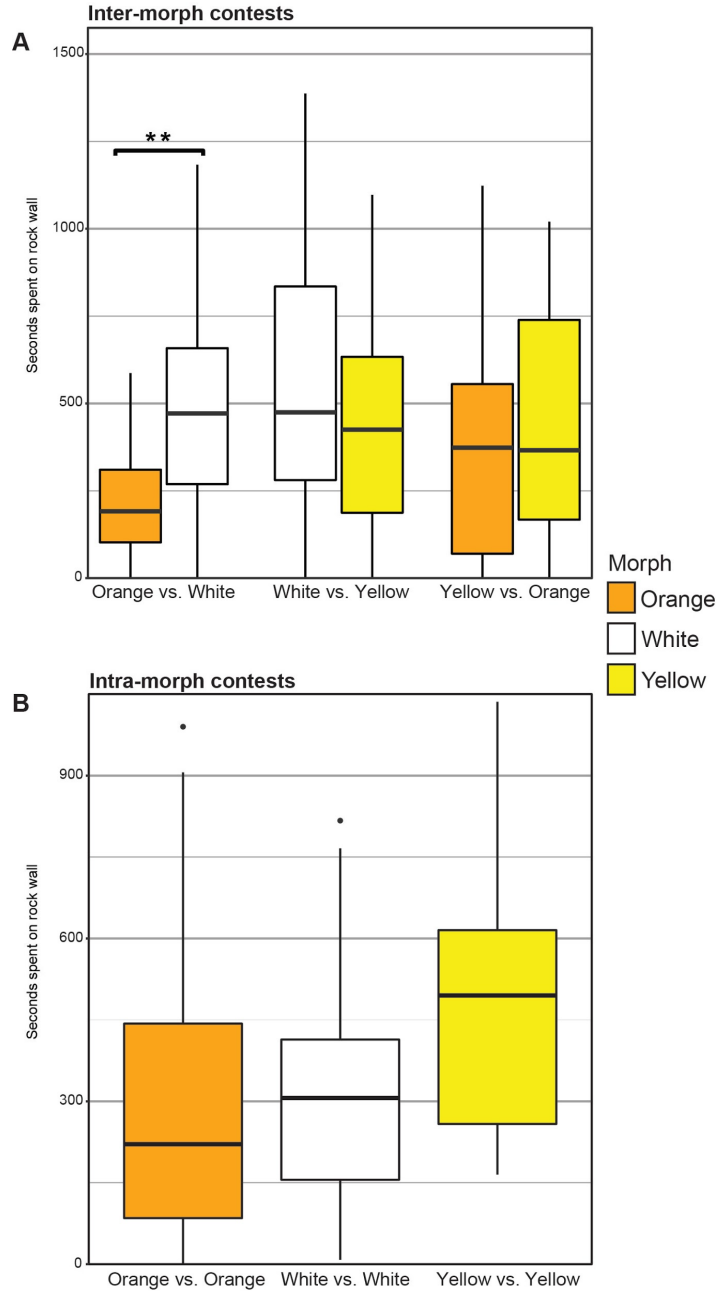 Inter-morph contests
A
Seconds spent on rock wall
1500
1000
500
0
**
Orange vs. White
White vs. Yellow
Yellow vs. Orange
Morph
Orange
White
Yellow
Intra-morph contests
B
Seconds spent on rock wall
900
600
300
0
Orange vs. Orange
White vs. White
Yellow vs. Yellow